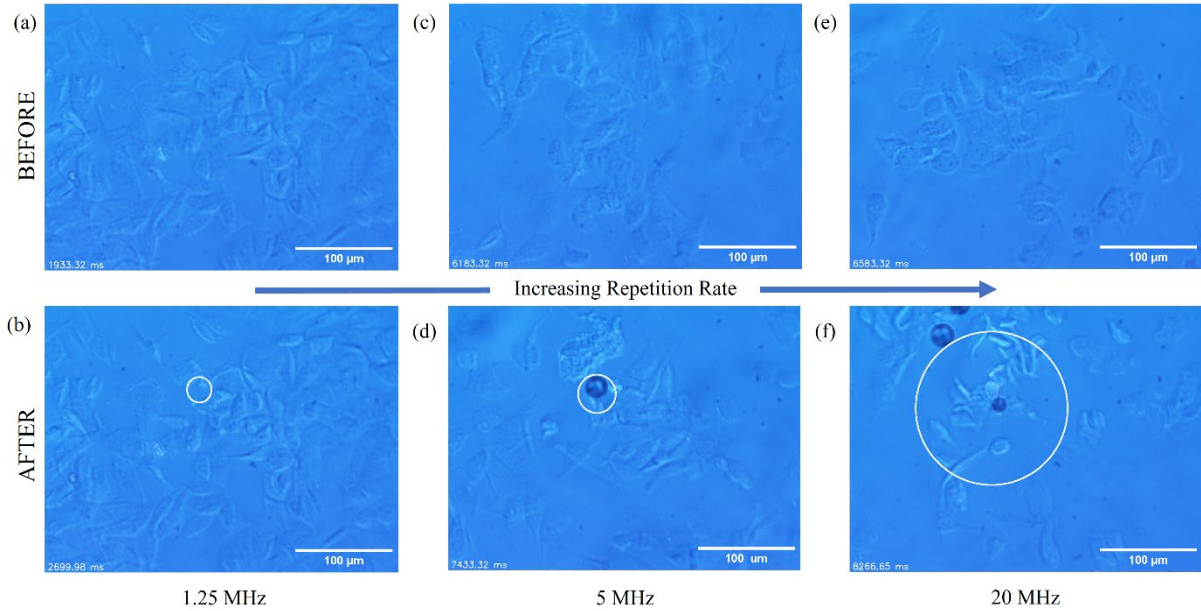 (a)
(c)
(e)
BEFORE
1933.32 ms
100 µm
6183.32 ms
100 µm
6583.32 ms
100 µm
Increasing Repetition Rate
(b)
(d)
(f)
AFTER
2699.98 ms
100 µm
7433.32 ms
100 um
8266.65 ms
100 µm
1.25 MHz
5 MHz
20 MHz